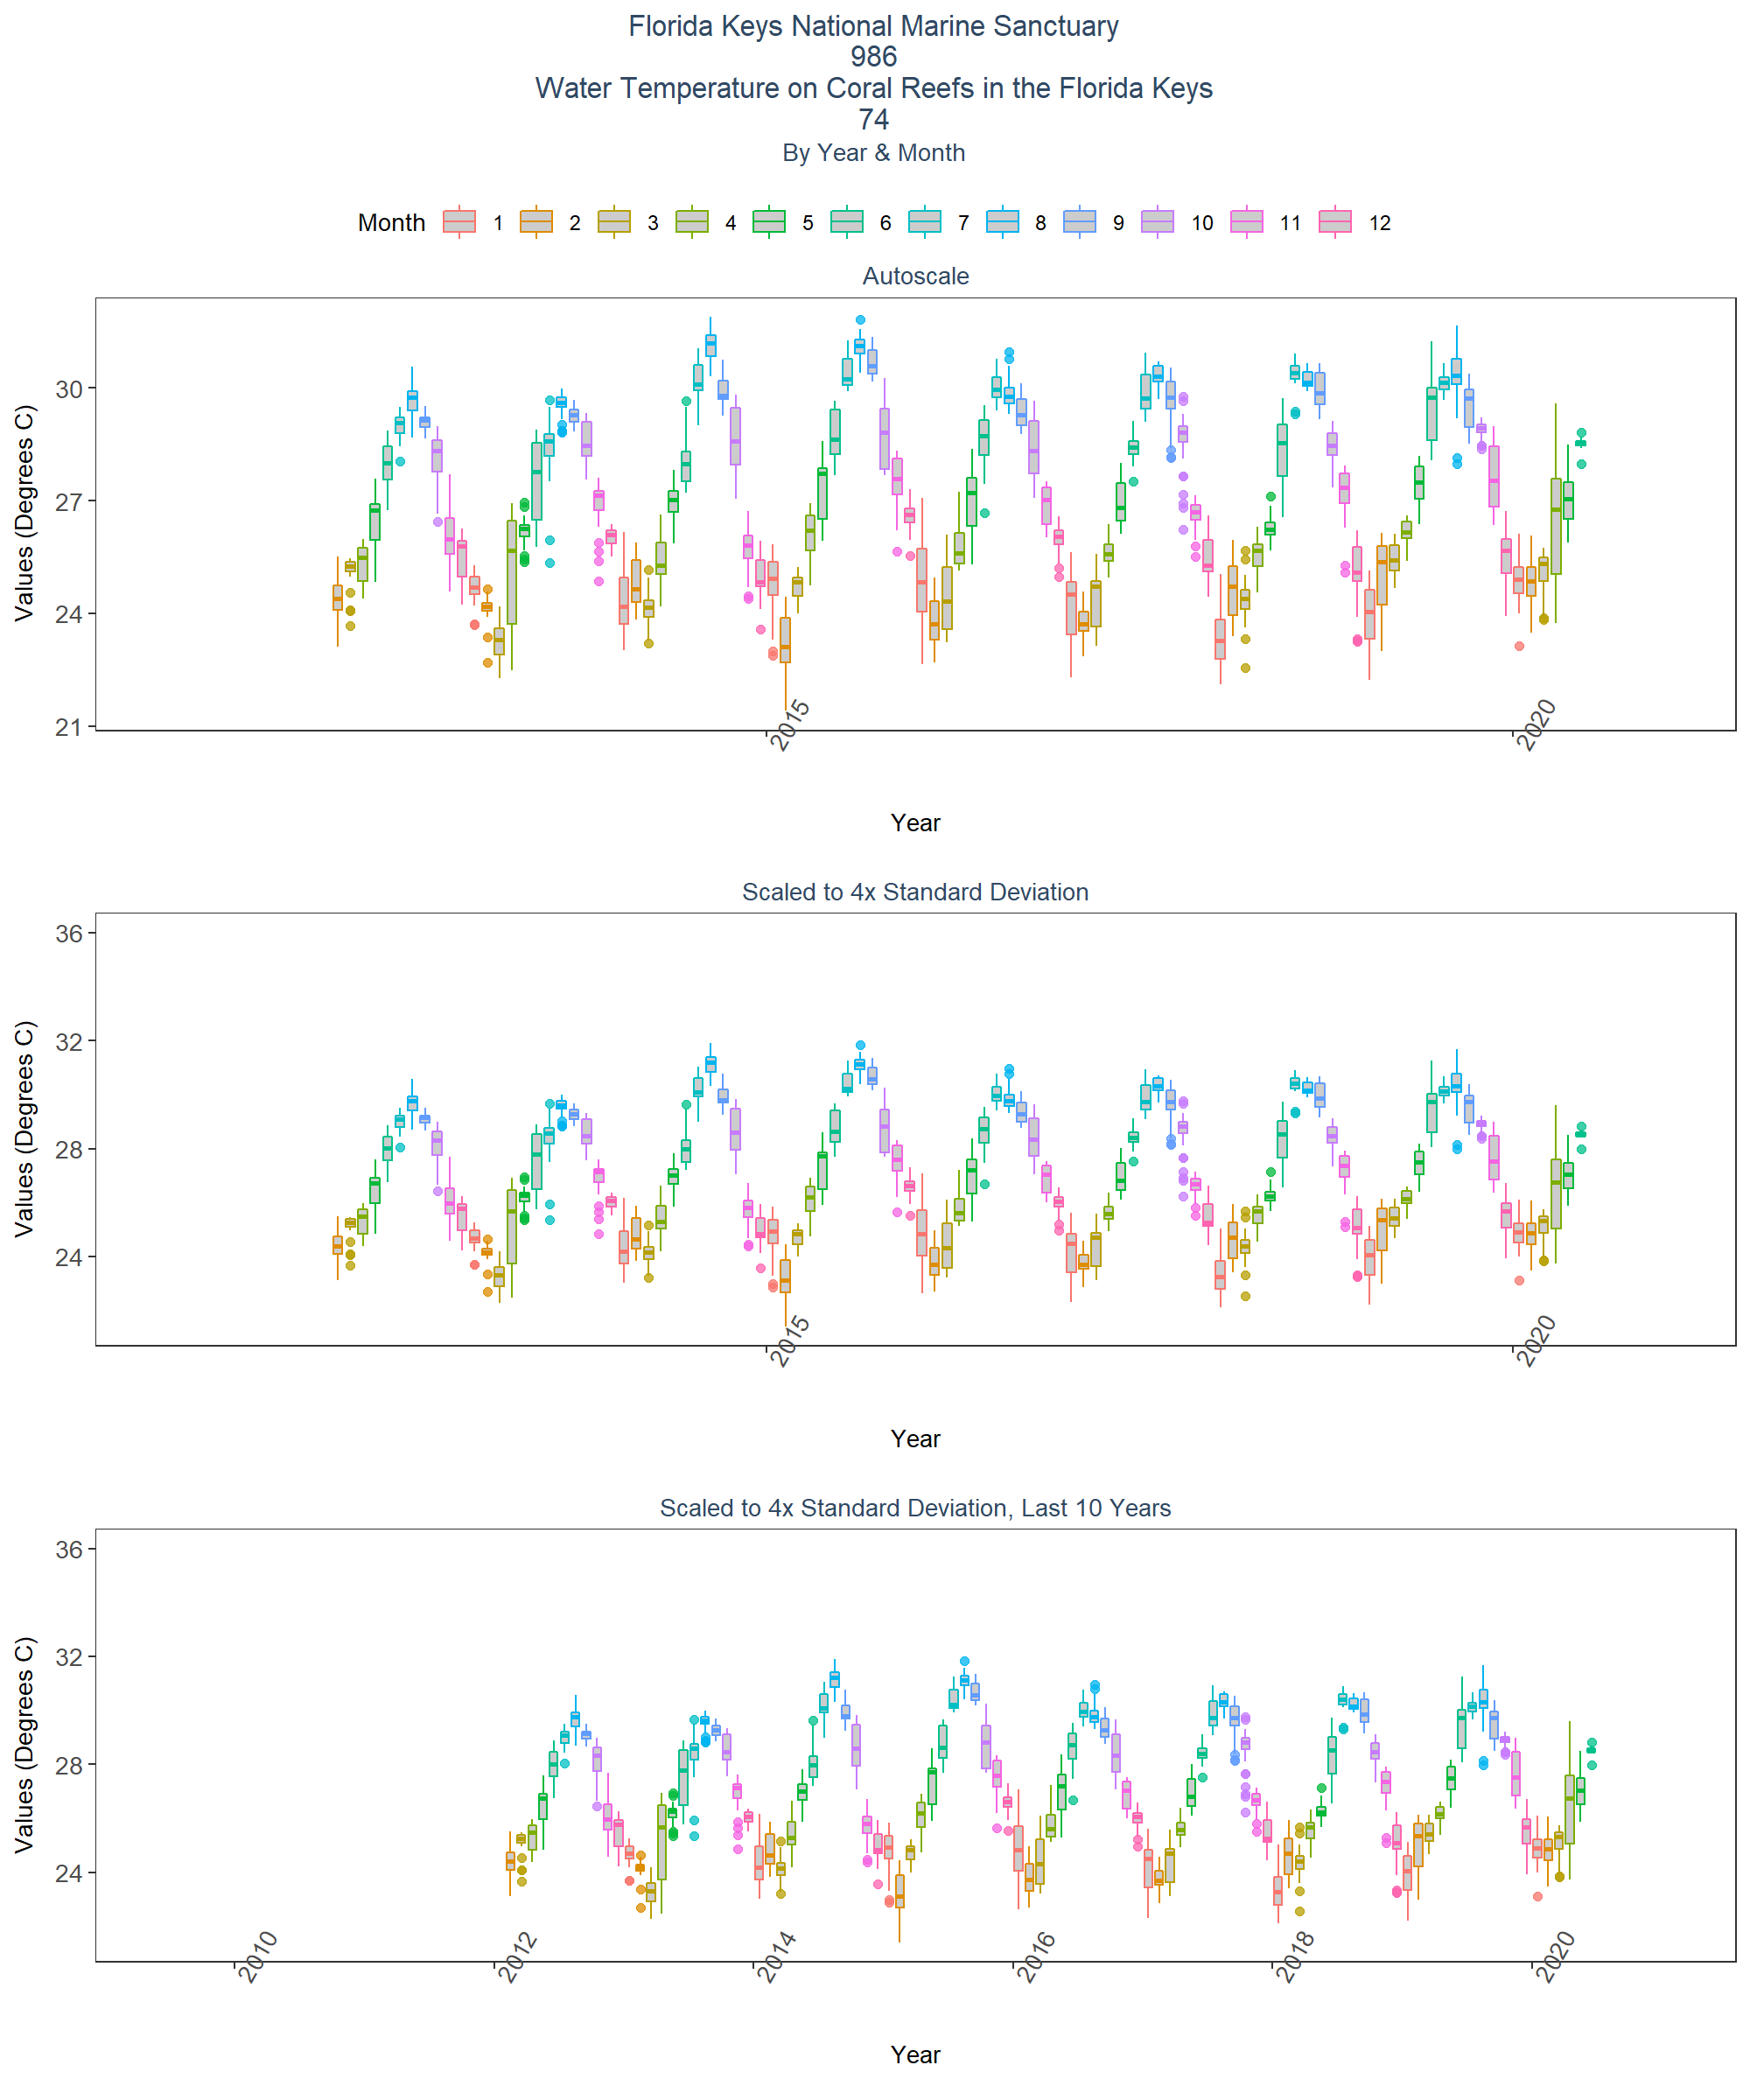 Florida Keys National Marine Sanctuary
986
Water Temperature on Coral Reefs in the Florida Keys
74
By Year & Month
Month 1 2 3 4 5 6 7 8 9 10 11 12
Autoscale
Values (Degrees C)
30
27
24
21
2015 2020
Year
Scaled to 4x Standard Deviation
Values (Degrees C)
36
32
28
24
2015 2020
Year
Scaled to 4x Standard Deviation, Last 10 Years
Values (Degrees C)
36
32
28
24
2010 2012 2014 2016 2018 2020
Year